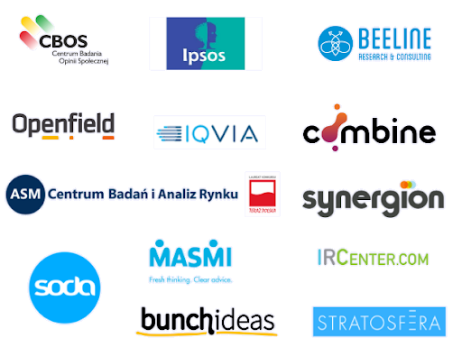 CBOS
Centrum Badania
Opinii Społecznej
Ipsos
BEELINE
RESEARCH & CONSULTING
Openfield
IQVIA
combine
ASM Centrum Badań i Analiz Rynku
synergion
MASMI
Fresh thinking. Clear advice.
IRCENTER.COM
soda
bunchideas
STRATOSFERA